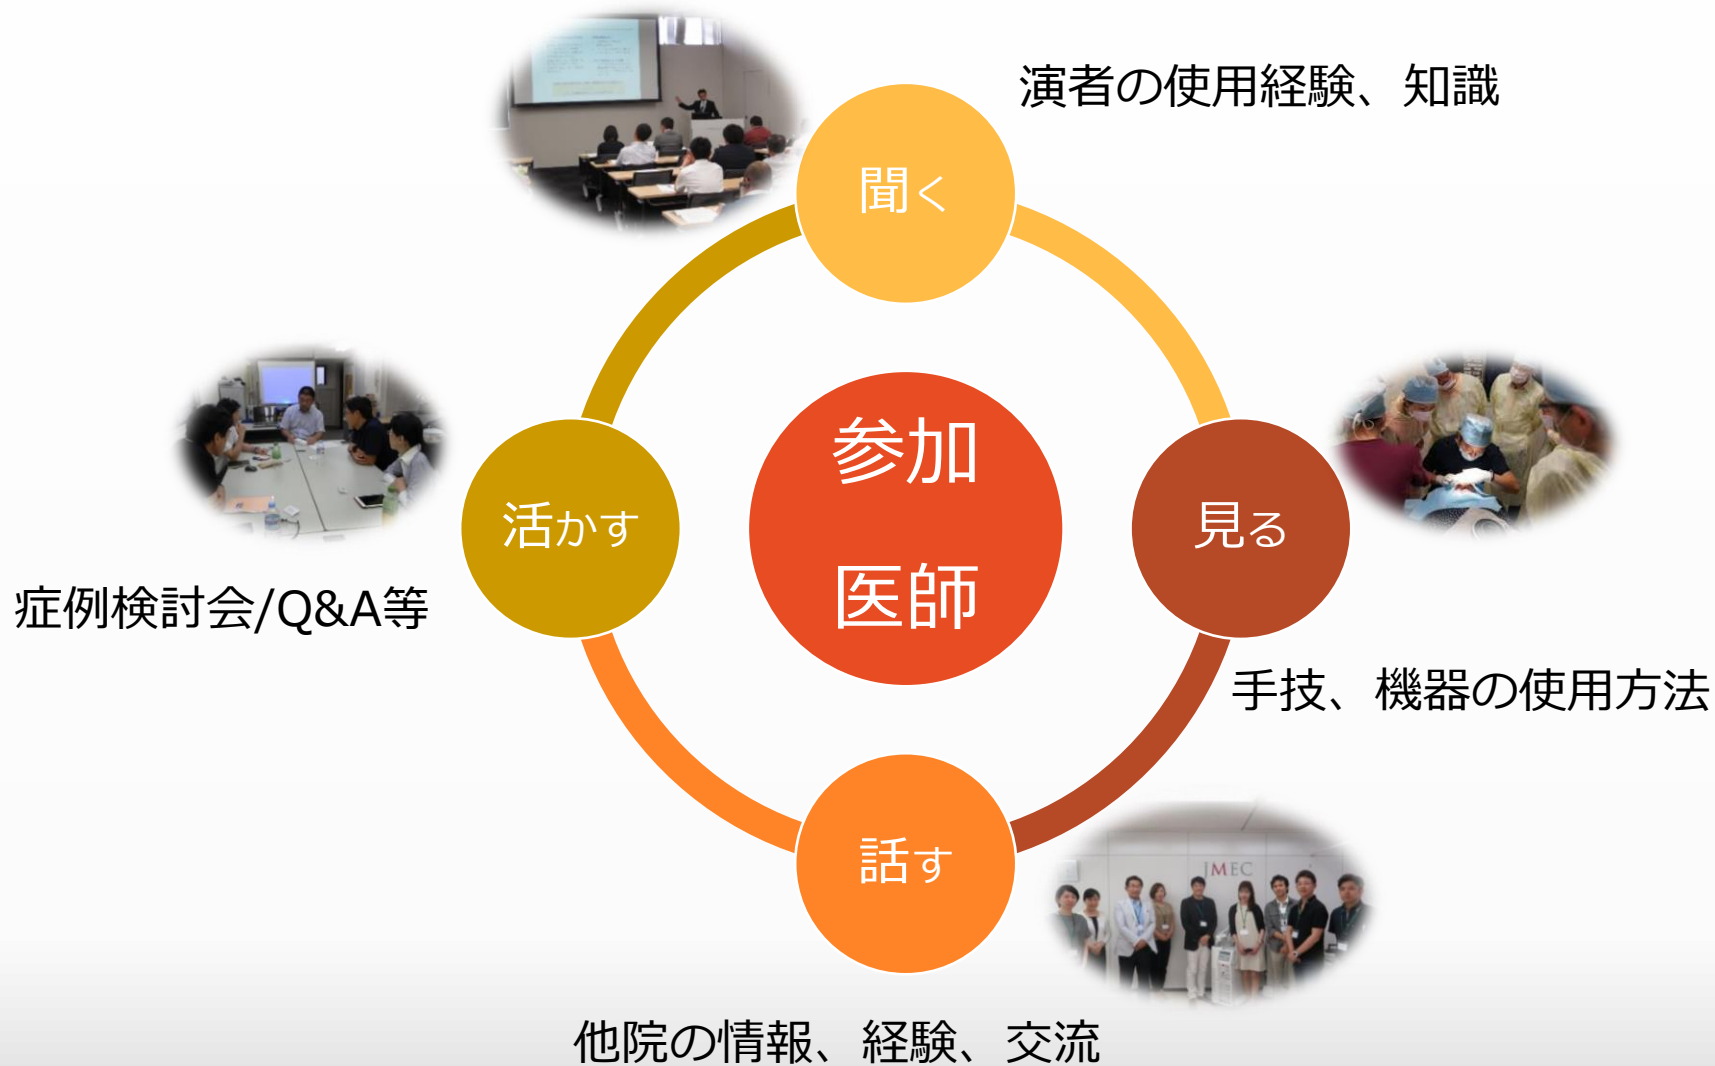 演者の使用経験、知識
聞く
参加
医師
活かす
見る
症例検討会/Q&A等
手技、機器の使用方法
話す
JMEC
他院の情報、経験、交流